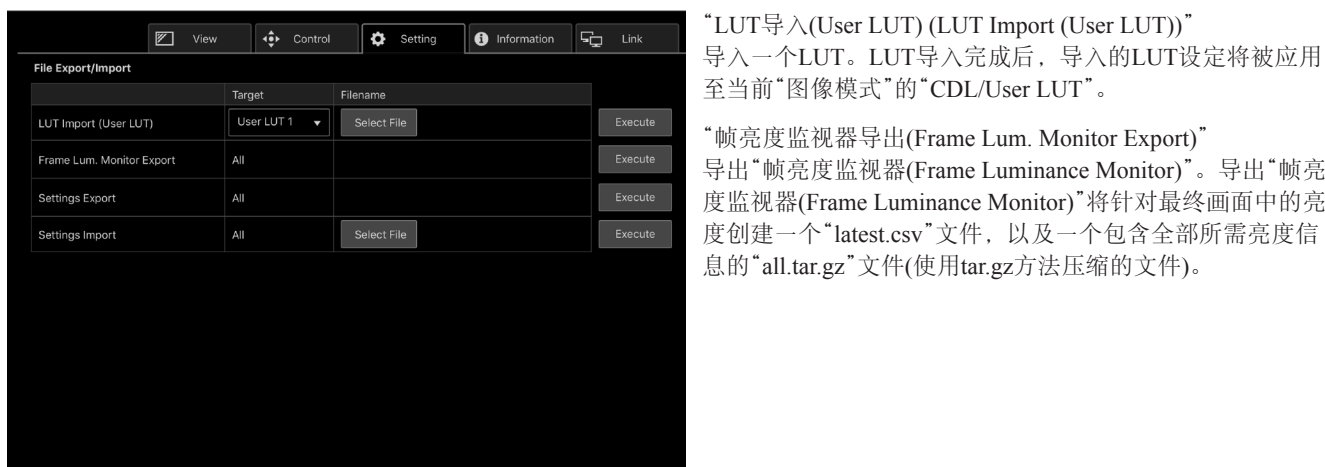 View Control Setting Information Link
File Export/Import
Target Filename
LUT Import (User LUT) User LUT 1 Select File Execute
Frame Lum. Monitor Export All Execute
Settings Export All Execute
Settings Import All Select File Execute
“LUT导入(User LUT) (LUT Import (User LUT))”
导入一个LUT。LUT导入完成后，导入的LUT设定将被应用
至当前“图像模式”的“CDL/User LUT”。
“帧亮度监视器导出(Frame Lum. Monitor Export)”
导出“帧亮度监视器(Frame Luminance Monitor)”。导出“帧亮
度监视器(Frame Luminance Monitor)”将针对最终画面中的亮
度创建一个“latest.csv”文件，以及一个包含全部所需亮度信
息的“all.tar.gz”文件(使用tar.gz方法压缩的文件)。